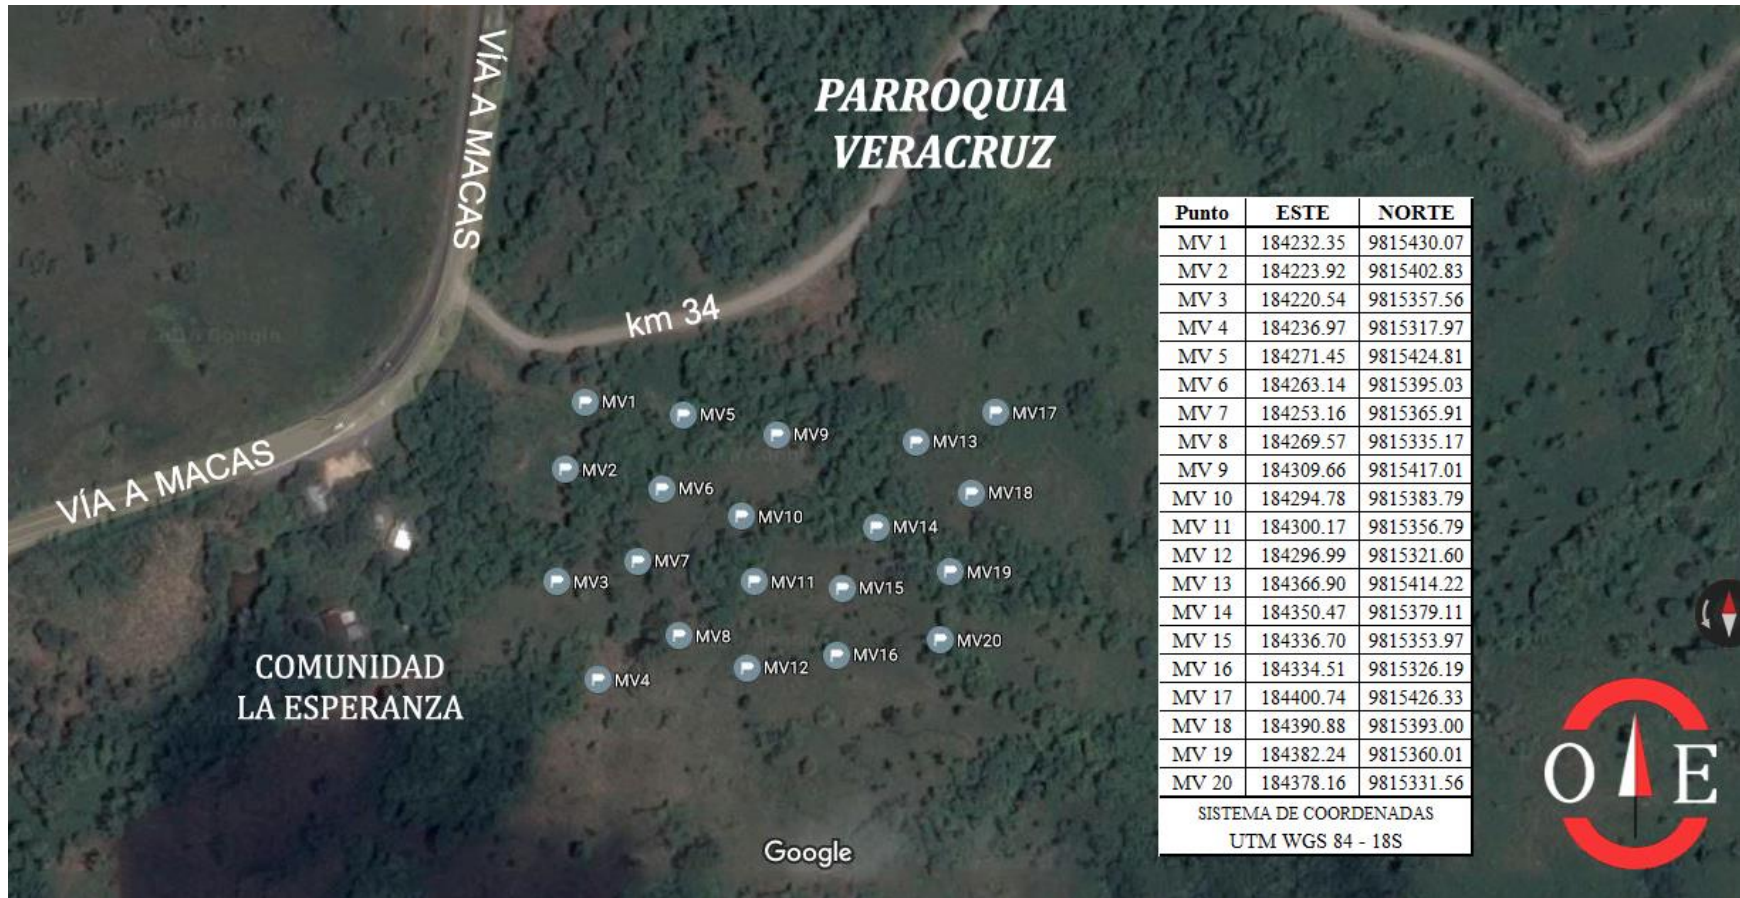 VÍA A MACAS
PARROQUIA
VERACRUZ
km 34
VÍA A MACAS
COMUNIDAD
LA ESPERANZA
MV1
MV5
MV9
MV13
MV17
MV2
MV6
MV10
MV14
MV18
MV3
MV7
MV11
MV15
MV19
MV4
MV8
MV12
MV16
MV20
Punto ESTE NORTE
MV 1 184232.35 9815430.07
MV 2 184223.92 9815402.83
MV 3 184220.54 9815357.56
MV 4 184236.97 9815317.97
MV 5 184271.45 9815424.81
MV 6 184263.14 9815395.03
MV 7 184253.16 9815365.91
MV 8 184269.57 9815335.17
MV 9 184309.66 9815417.01
MV 10 184294.78 9815383.79
MV 11 184300.17 9815356.79
MV 12 184296.99 9815321.60
MV 13 184366.90 9815414.22
MV 14 184350.47 9815379.11
MV 15 184336.70 9815353.97
MV 16 184334.51 9815326.19
MV 17 184400.74 9815426.33
MV 18 184390.88 9815393.00
MV 19 184382.24 9815360.01
MV 20 184378.16 9815331.56
SISTEMA DE COORDENADAS
UTM WGS 84 - 18S
O E
Google